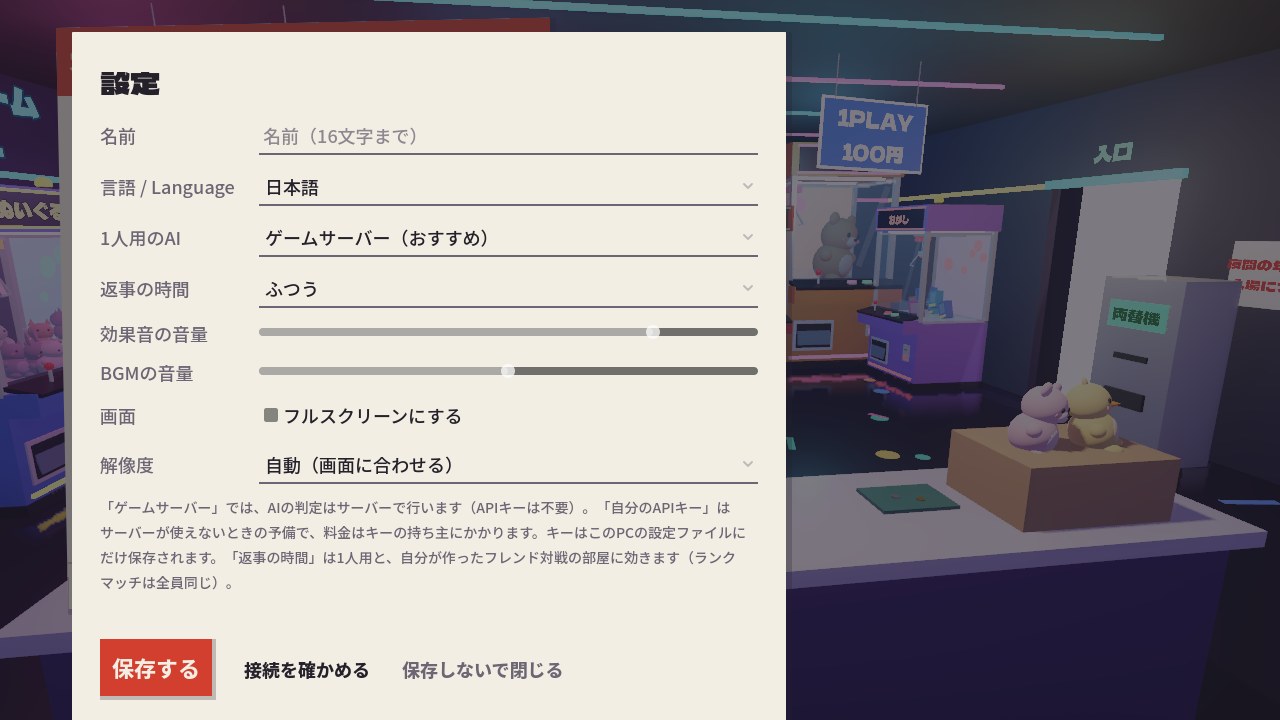 設定
名前
名前（16文字まで）
言語 / Language
日本語
1人用のAI
ゲームサーバー（おすすめ）
返事の時間
ふつう
効果音の音量
BGMの音量
画面
フルスクリーンにする
解像度
自動（画面に合わせる）
「ゲームサーバー」では、AIの判定はサーバーで行います（APIキーは不要）。「自分のAPIキー」は
サーバーが使えないときの予備で、料金はキーの持ち主にかかります。キーはこのPCの設定ファイルに
だけ保存されます。「返事の時間」は1人用と、自分が作ったフレンド対戦の部屋に効きます（ランク
マッチは全員同じ）。
保存する
接続を確かめる
保存しないで閉じる
1PLAY
100円
入口
両替機
ぬいぐる
おかし
夜間の